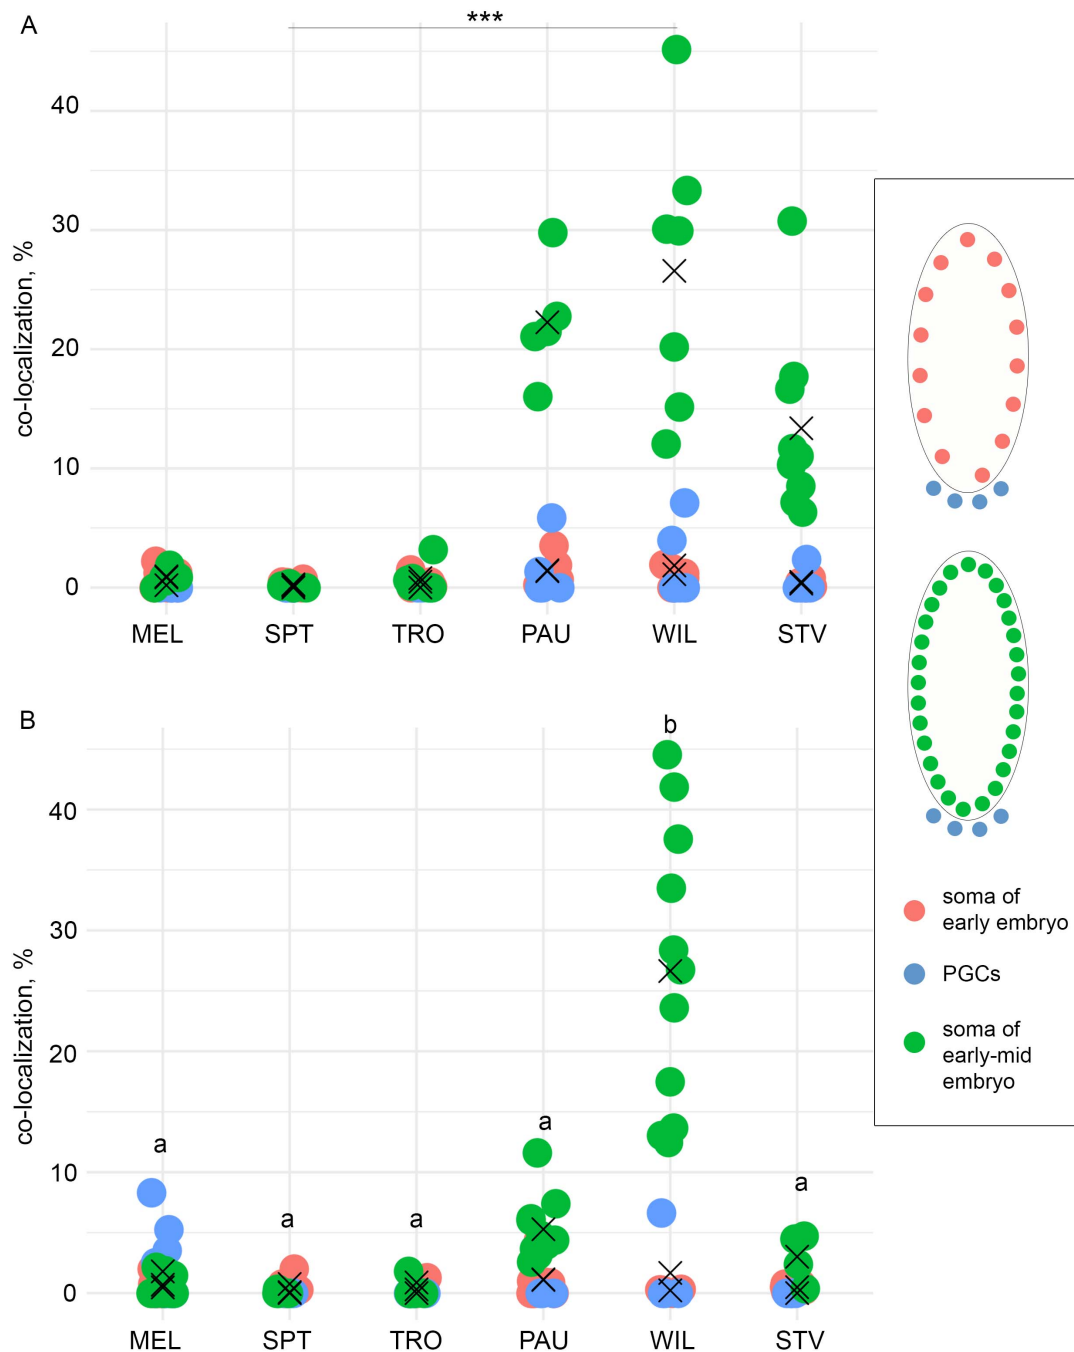 A
***
co-localization, %
40
30
20
10
0
MEL SPT TRO PAU WIL STV
B
b
co-localization, %
40
30
20
a
a
10
a
a
a
0
MEL SPT TRO PAU WIL STV
soma of
early embryo
PGCs
soma of
early-mid
embryo